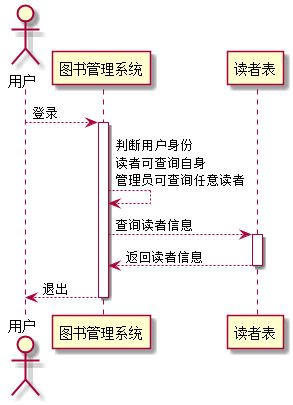 用户
图书管理系统
读者表
登录
判断用户身份
读者可查询自身
管理员可查询任意读者
查询读者信息
返回读者信息
退出
用户
图书管理系统
读者表